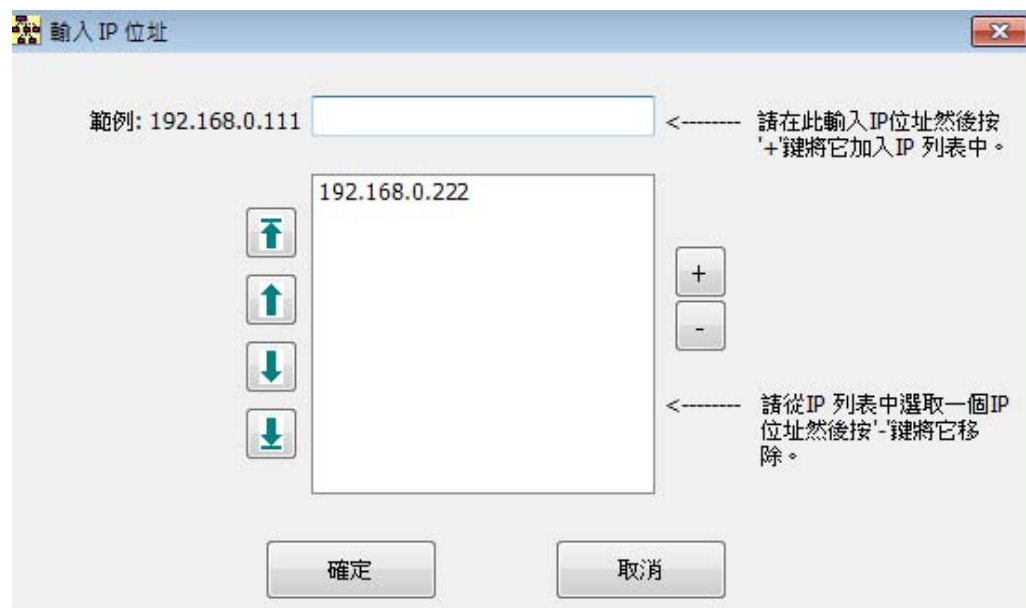 輸入 IP 位址
範例: 192.168.0.111
<-------- 請在此輸入IP位址然後按
'+'鍵將它加入IP 列表中。
192.168.0.222
+
-
<-------- 請從IP 列表中選取一個IP
位址然後按'-'鍵將它移
除。
確定
取消